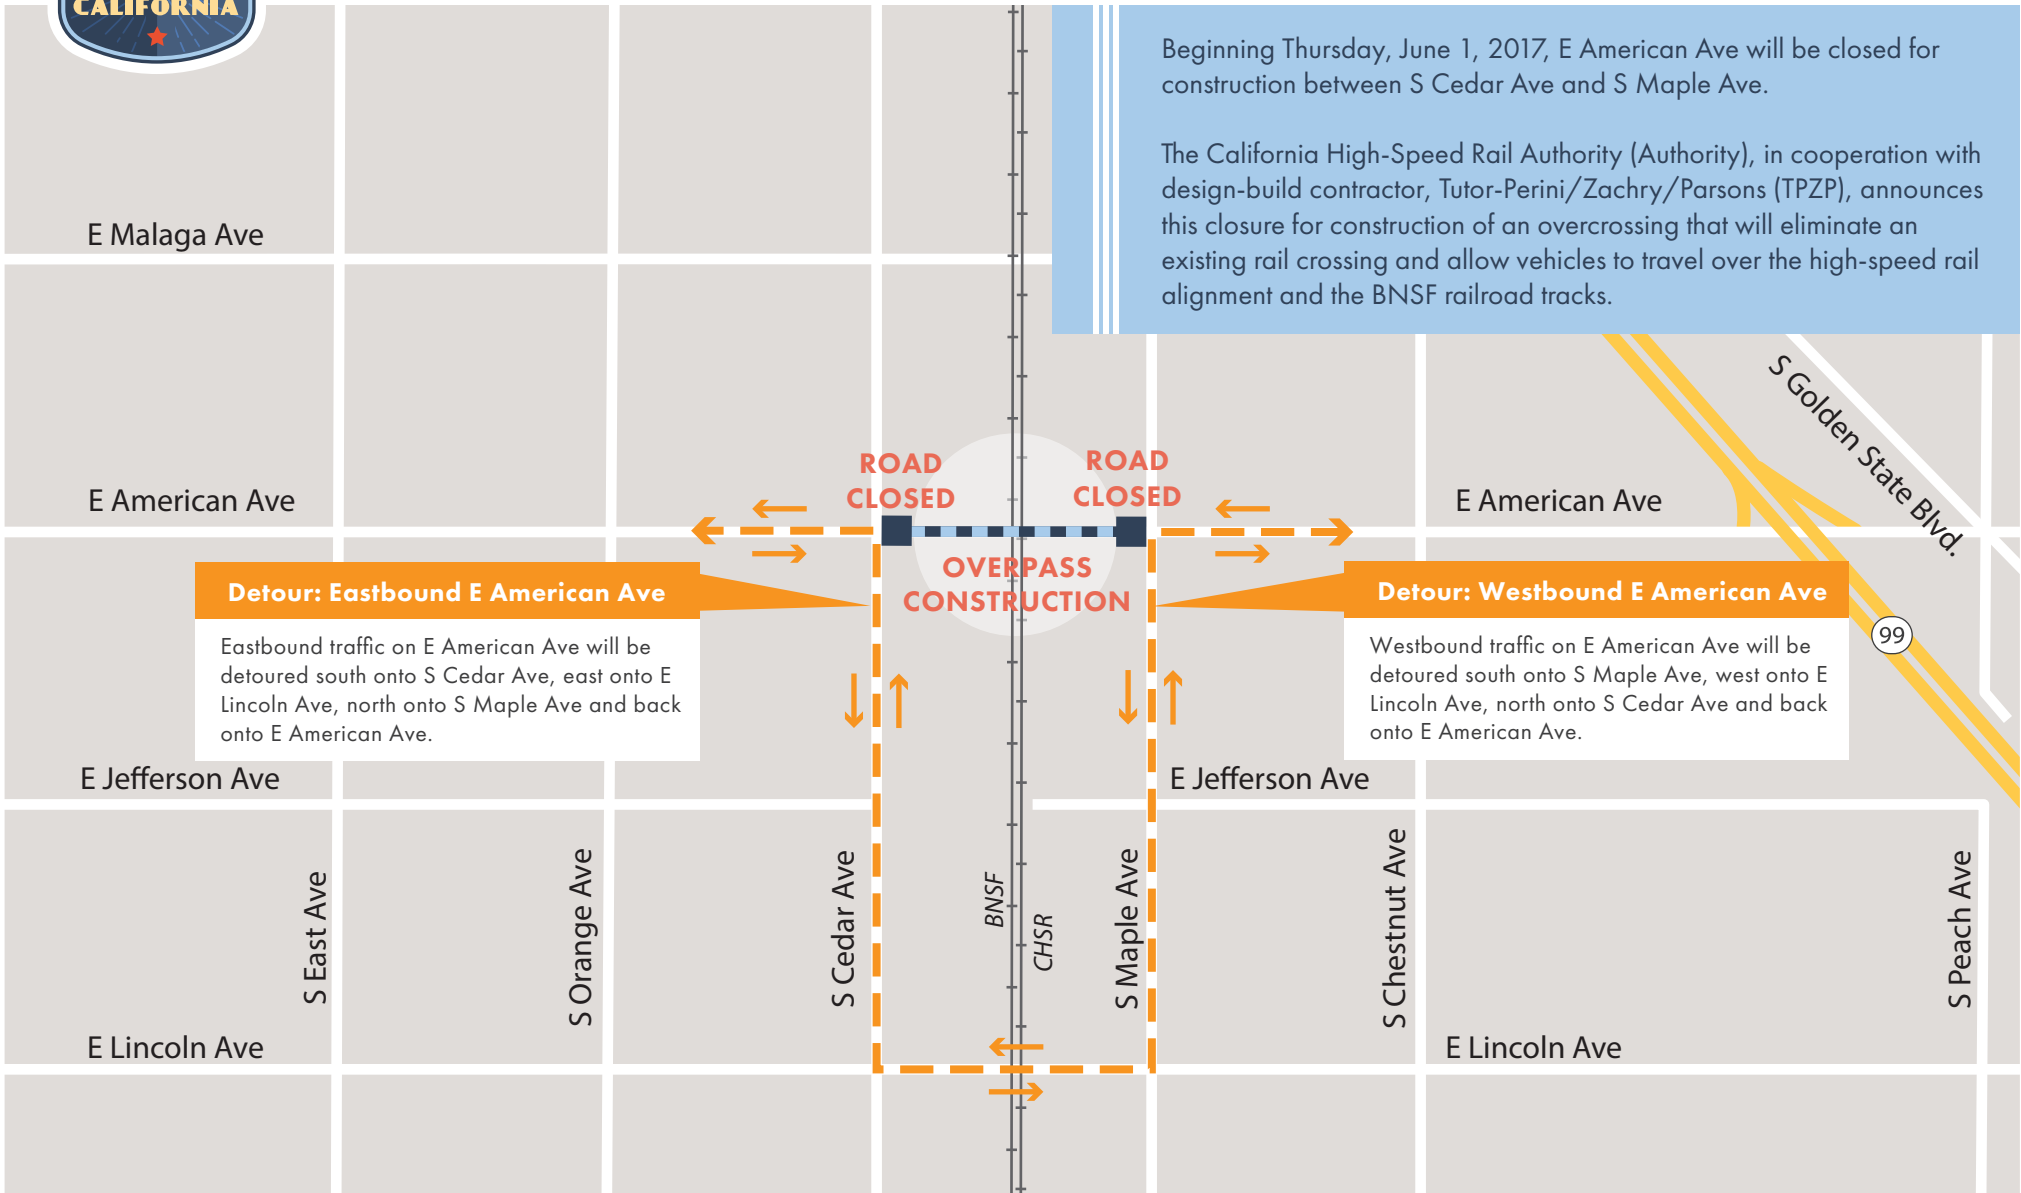 CALIFORNIA
Beginning Thursday, June 1, 2017, E American Ave will be closed for
construction between S Cedar Ave and S Maple Ave.
The California High-Speed Rail Authority (Authority), in cooperation with
design-build contractor, Tutor-Perini/Zachry/Parsons (TPZP), announces
this closure for construction of an overcrossing that will eliminate an
existing rail crossing and allow vehicles to travel over the high-speed rail
alignment and the BNSF railroad tracks.
E Malaga Ave
S Golden State Blvd.
ROAD
CLOSED
ROAD
CLOSED
E American Ave
E American Ave
OVERPASS
CONSTRUCTION
Detour: Eastbound E American Ave
Eastbound traffic on E American Ave will be
detoured south onto S Cedar Ave, east onto E
Lincoln Ave, north onto S Maple Ave and back
onto E American Ave.
Detour: Westbound E American Ave
Westbound traffic on E American Ave will be
detoured south onto S Maple Ave, west onto E
Lincoln Ave, north onto S Cedar Ave and back
onto E American Ave.
99
E Jefferson Ave
E Jefferson Ave
S East Ave
S Orange Ave
S Cedar Ave
BNSF
CHSR
S Maple Ave
S Chestnut Ave
S Peach Ave
E Lincoln Ave
E Lincoln Ave